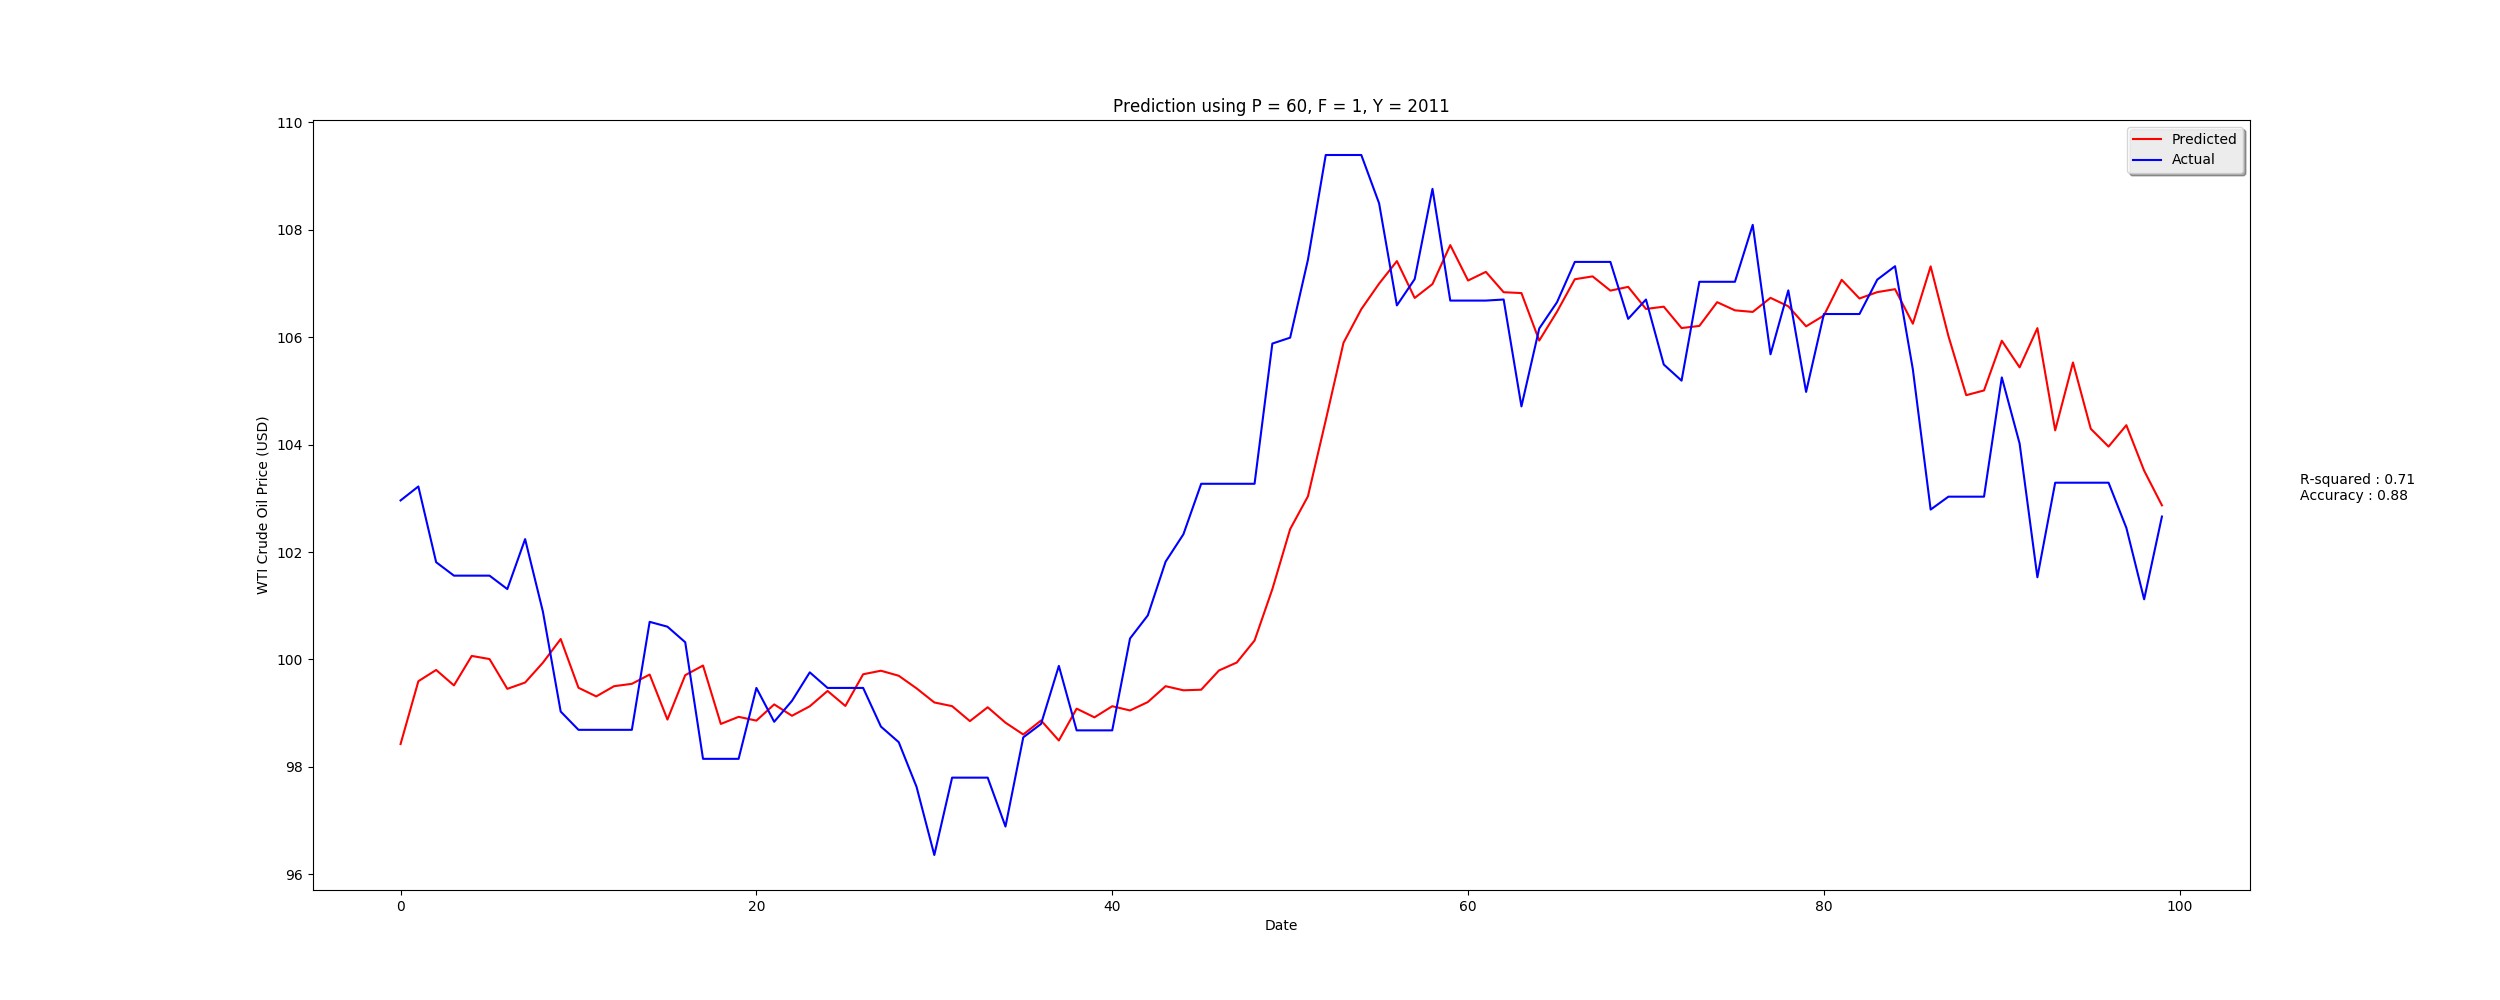 Prediction using P = 60, F = 1, Y = 2011
110
108
106
104
102
100
98
96
WTI Crude Oil Price (USD)
0
20
40
60
80
100
Date
Predicted
Actual
R-squared : 0.71
Accuracy : 0.88